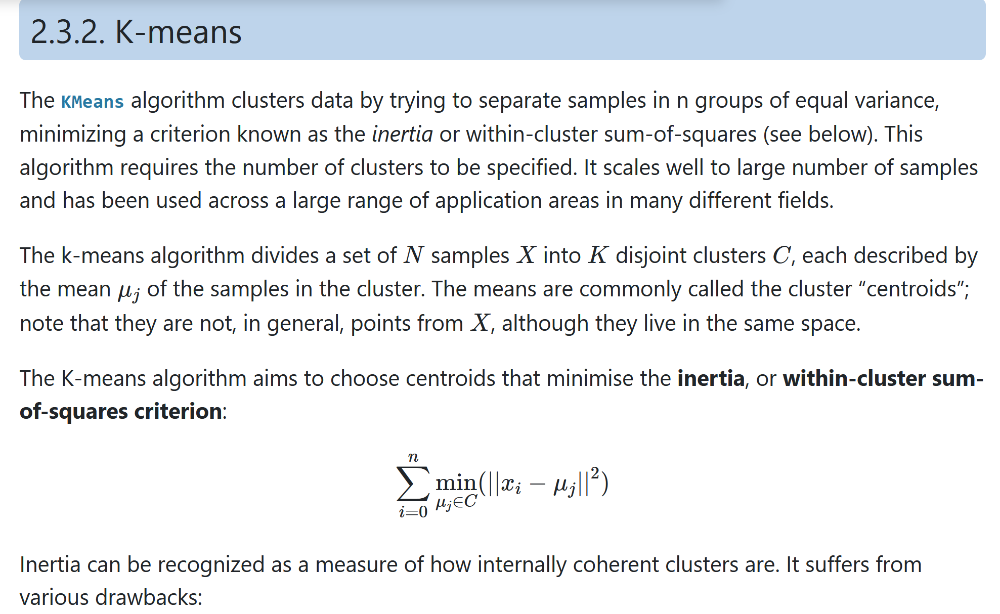 2.3.2. K-means
The KMeans algorithm clusters data by trying to separate samples in n groups of equal variance,
minimizing a criterion known as the inertia or within-cluster sum-of-squares (see below). This
algorithm requires the number of clusters to be specified. It scales well to large number of samples
and has been used across a large range of application areas in many different fields.
The k-means algorithm divides a set of N samples X into K disjoint clusters C, each described by
the mean μ_j of the samples in the cluster. The means are commonly called the cluster “centroids”;
note that they are not, in general, points from X, although they live in the same space.
The K-means algorithm aims to choose centroids that minimise the inertia, or within-cluster sum-
of-squares criterion:
\sum_{i=0}^{n} \min_{μ_j ∈ C} (||x_i − μ_j||^2)
Inertia can be recognized as a measure of how internally coherent clusters are. It suffers from
various drawbacks: